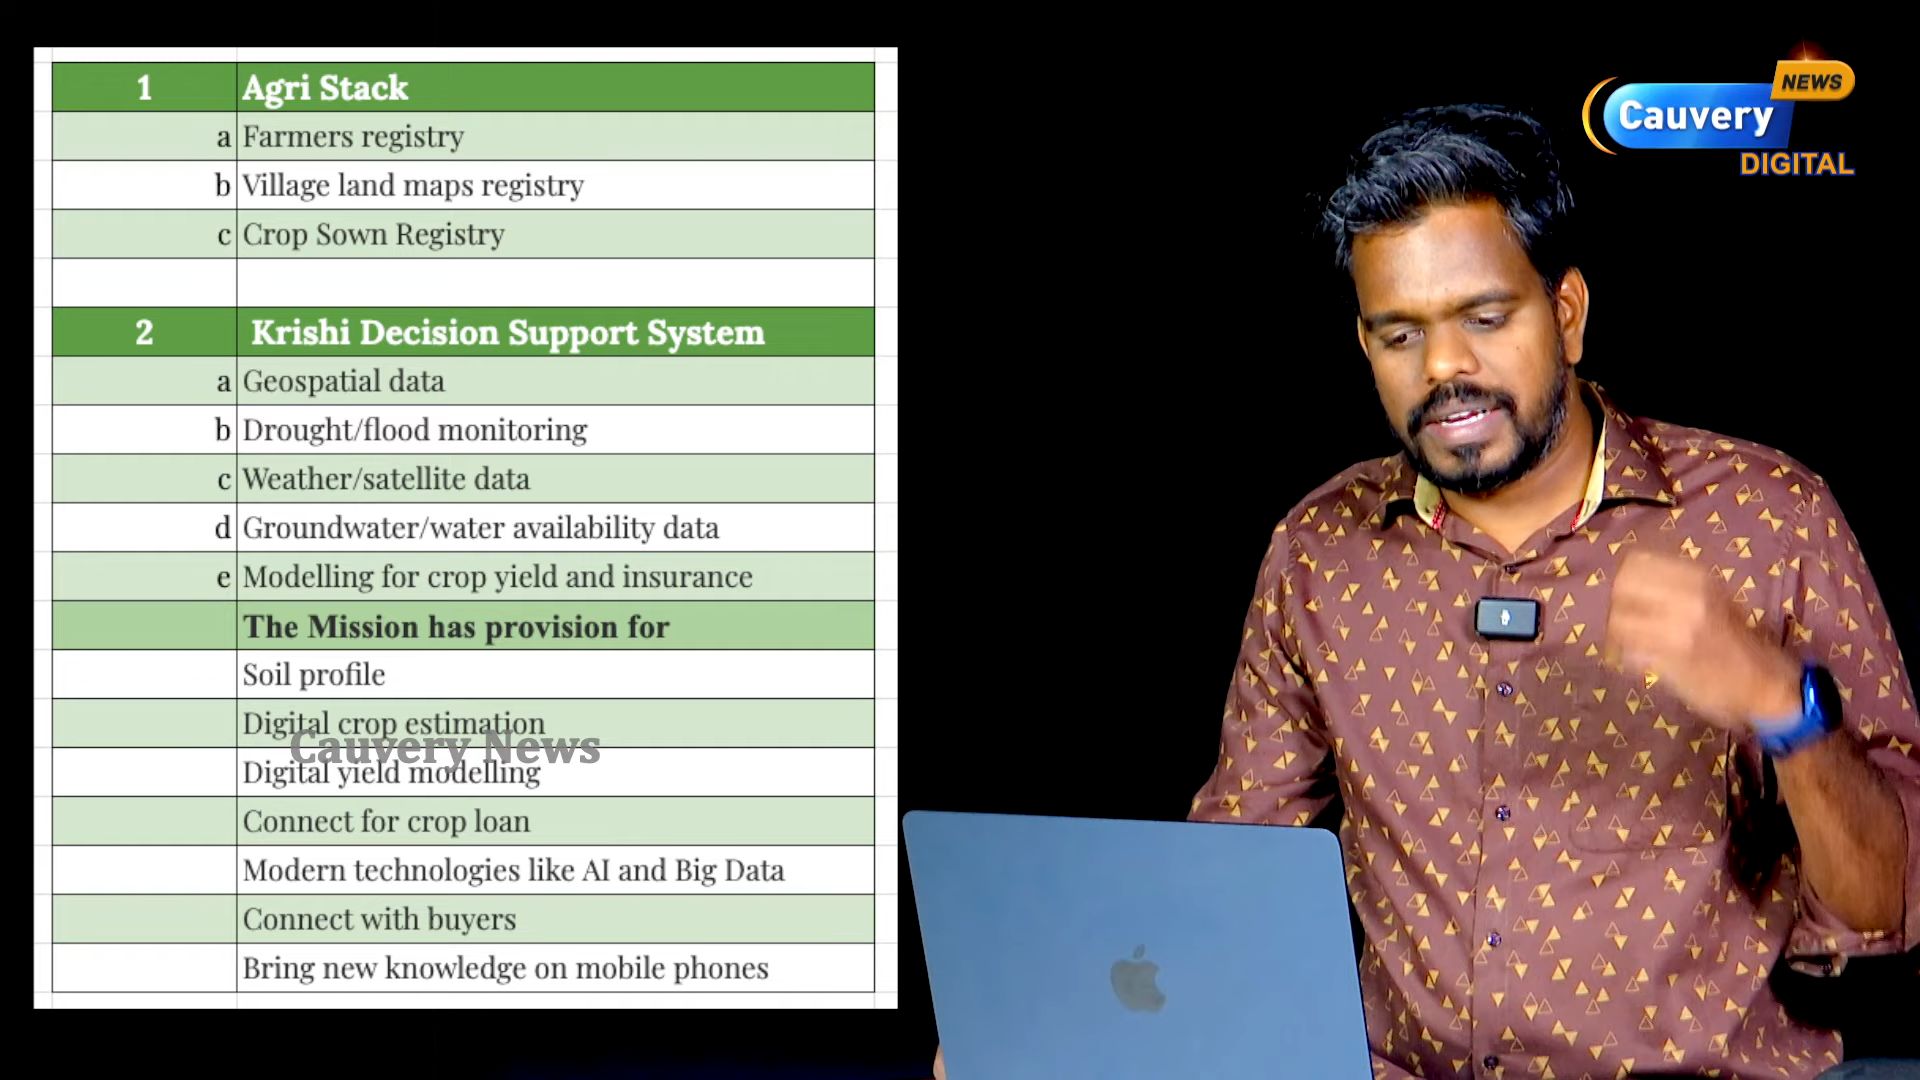 1 Agri Stack
a Farmers registry
b Village land maps registry
c Crop Sown Registry
2 Krishi Decision Support System
a Geospatial data
b Drought/flood monitoring
c Weather/satellite data
d Groundwater/water availability data
e Modelling for crop yield and insurance
The Mission has provision for
Soil profile
Digital crop estimation
Cauvery News
Digital yield modelling
Connect for crop loan
Modern technologies like AI and Big Data
Connect with buyers
Bring new knowledge on mobile phones
NEWS
Cauvery
DIGITAL